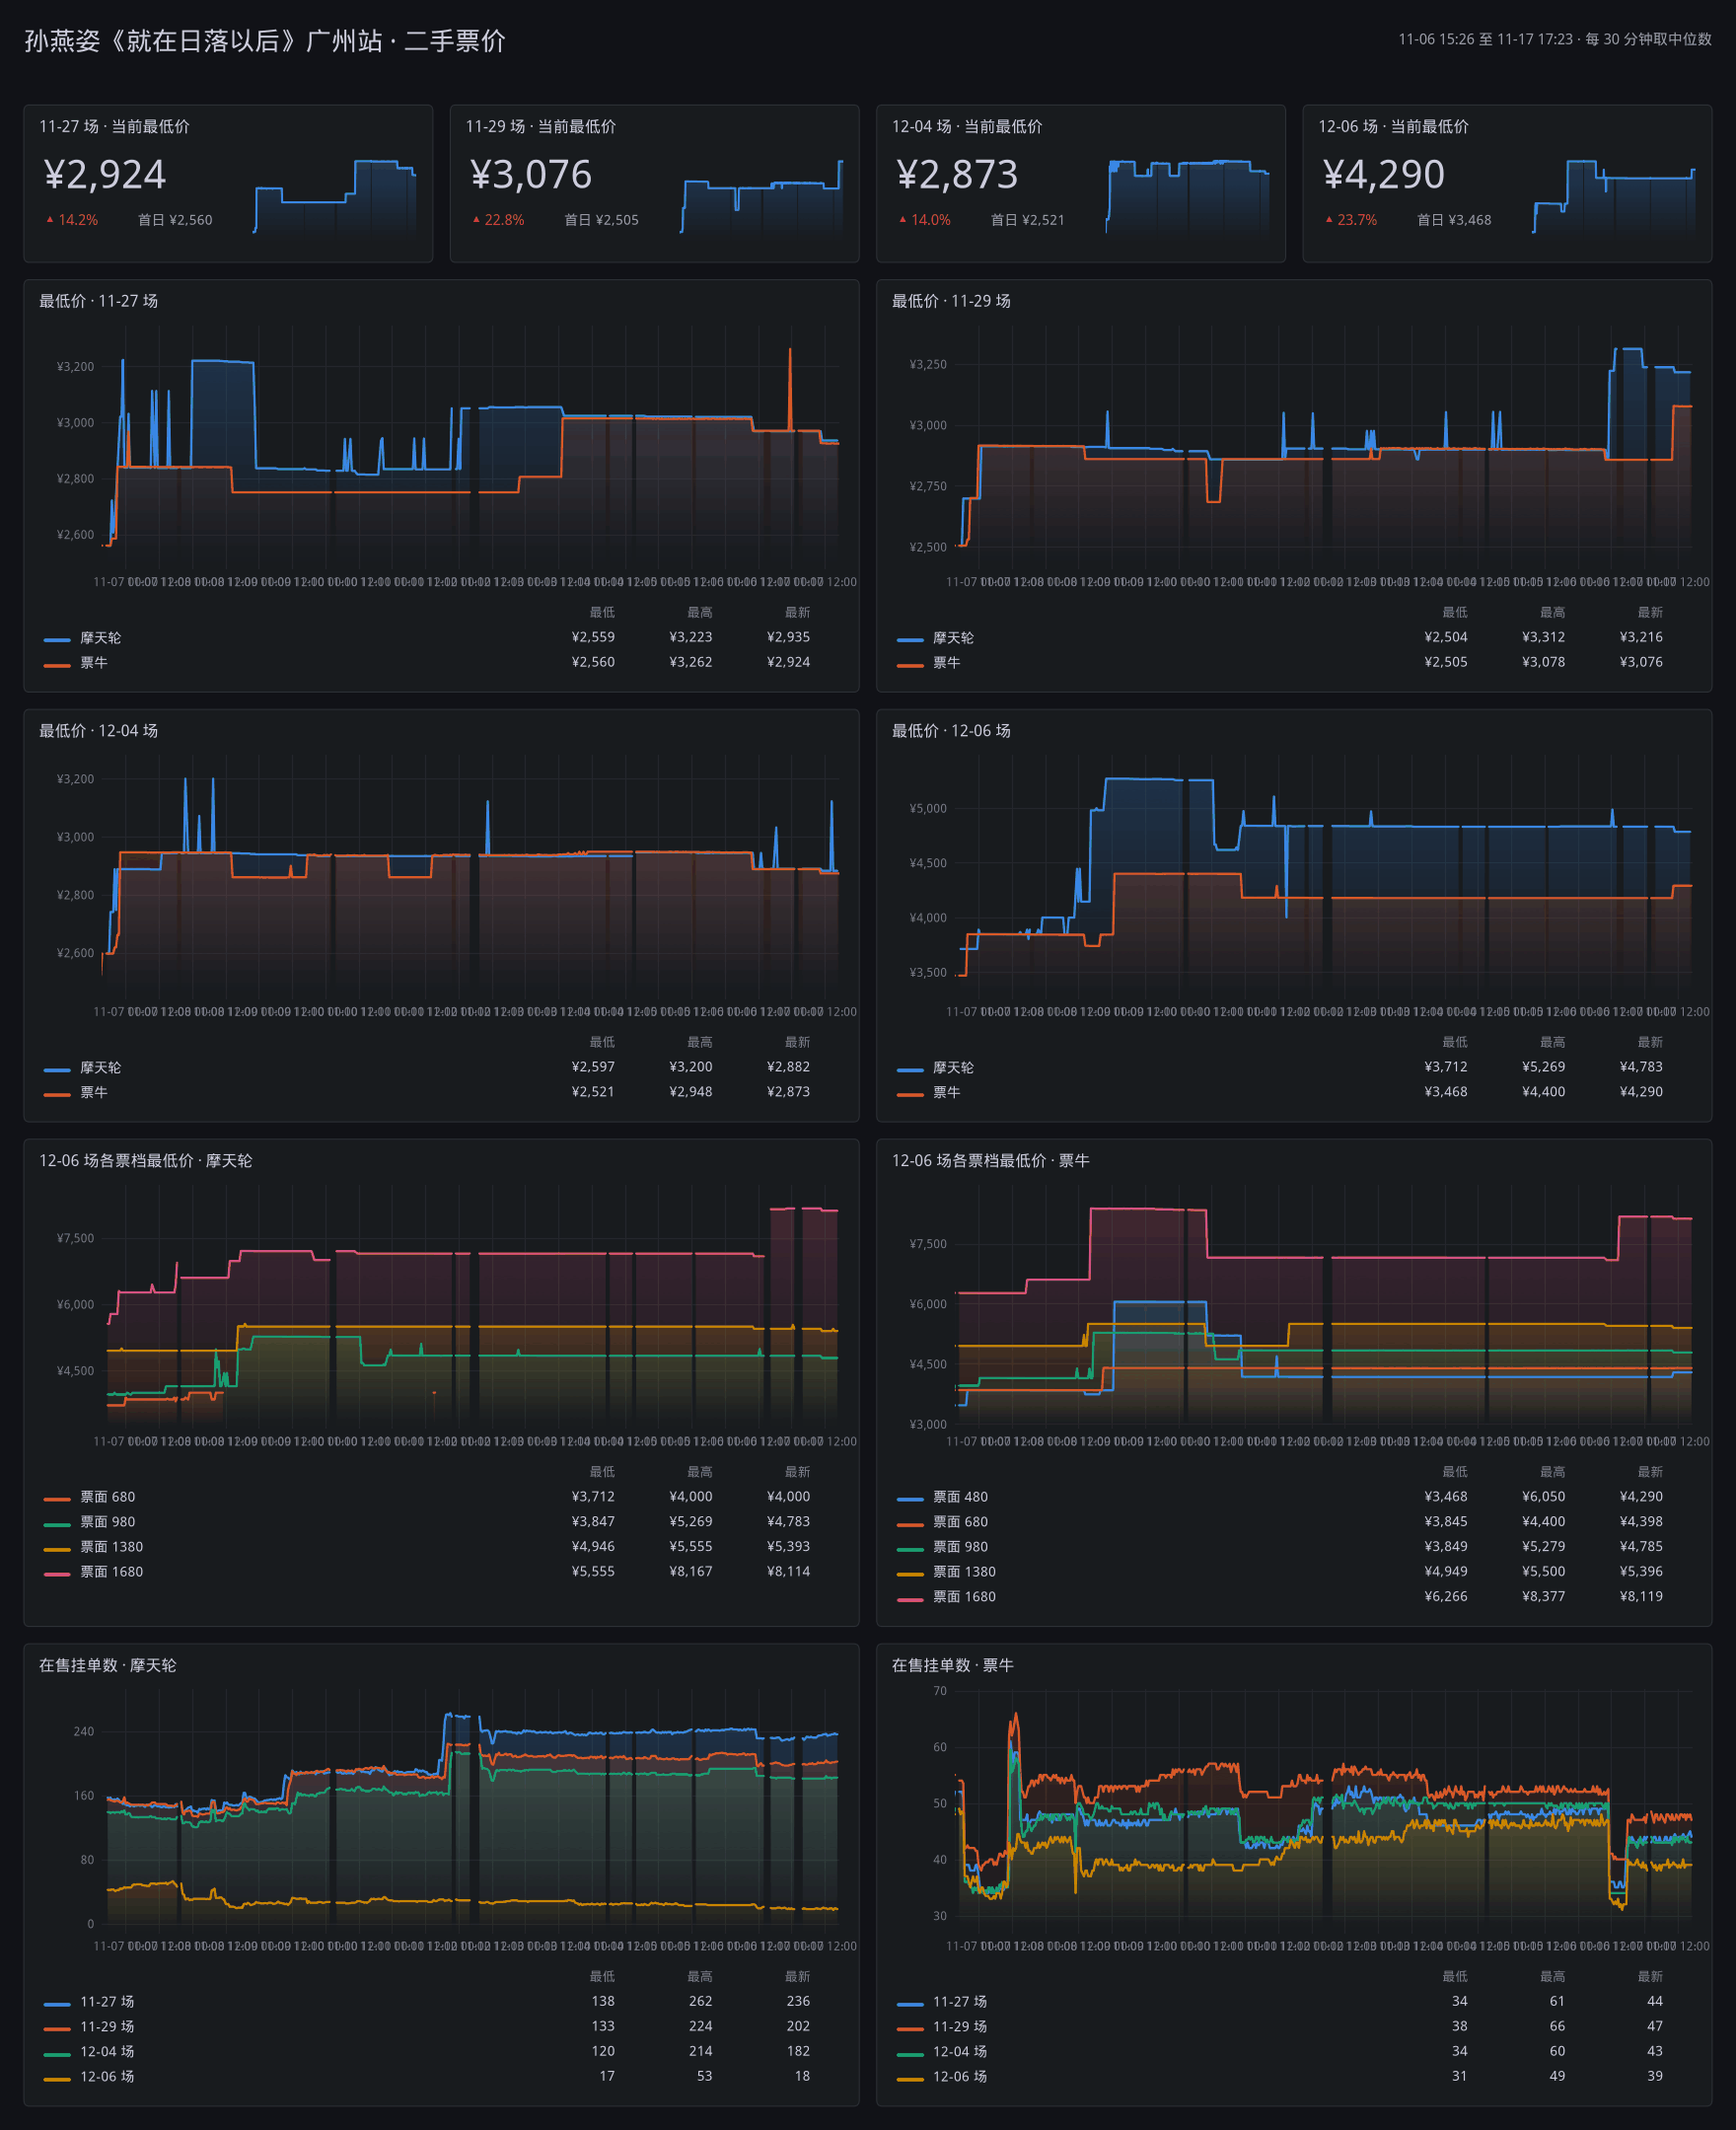 孙燕姿《就在日落以后》广州站 · 二手票价
11-06 15:26 至 11-17 17:23 · 每 30 分钟取中位数
11-27 场 · 当前最低价
¥2,924
14.2% 首日 ¥2,560
11-29 场 · 当前最低价
¥3,076
22.8% 首日 ¥2,505
12-04 场 · 当前最低价
¥2,873
14.0% 首日 ¥2,521
12-06 场 · 当前最低价
¥4,290
23.7% 首日 ¥3,468
最低价 · 11-27 场
¥3,200
¥3,000
¥2,800
¥2,600
最低 最高 最新
摩天轮 ¥2,559 ¥3,223 ¥2,935
票牛 ¥2,560 ¥3,262 ¥2,924
最低价 · 11-29 场
¥3,250
¥3,000
¥2,750
¥2,500
最低 最高 最新
摩天轮 ¥2,504 ¥3,312 ¥3,216
票牛 ¥2,505 ¥3,078 ¥3,076
最低价 · 12-04 场
¥3,200
¥3,000
¥2,800
¥2,600
最低 最高 最新
摩天轮 ¥2,597 ¥3,200 ¥2,882
票牛 ¥2,521 ¥2,948 ¥2,873
最低价 · 12-06 场
¥5,000
¥4,500
¥4,000
¥3,500
最低 最高 最新
摩天轮 ¥3,712 ¥5,269 ¥4,783
票牛 ¥3,468 ¥4,400 ¥4,290
12-06 场各票档最低价 · 摩天轮
¥7,500
¥6,000
¥4,500
最低 最高 最新
票面 680 ¥3,712 ¥4,000 ¥4,000
票面 980 ¥3,847 ¥5,269 ¥4,783
票面 1380 ¥4,946 ¥5,555 ¥5,393
票面 1680 ¥5,555 ¥8,167 ¥8,114
12-06 场各票档最低价 · 票牛
¥7,500
¥6,000
¥4,500
¥3,000
最低 最高 最新
票面 480 ¥3,468 ¥6,050 ¥4,290
票面 680 ¥3,845 ¥4,400 ¥4,398
票面 980 ¥3,849 ¥5,279 ¥4,785
票面 1380 ¥4,949 ¥5,500 ¥5,396
票面 1680 ¥6,266 ¥8,377 ¥8,119
在售挂单数 · 摩天轮
240
160
80
0
最低 最高 最新
11-27 场 138 262 236
11-29 场 133 224 202
12-04 场 120 214 182
12-06 场 17 53 18
在售挂单数 · 票牛
70
60
50
40
30
最低 最高 最新
11-27 场 34 61 44
11-29 场 38 66 47
12-04 场 34 60 43
12-06 场 31 49 39